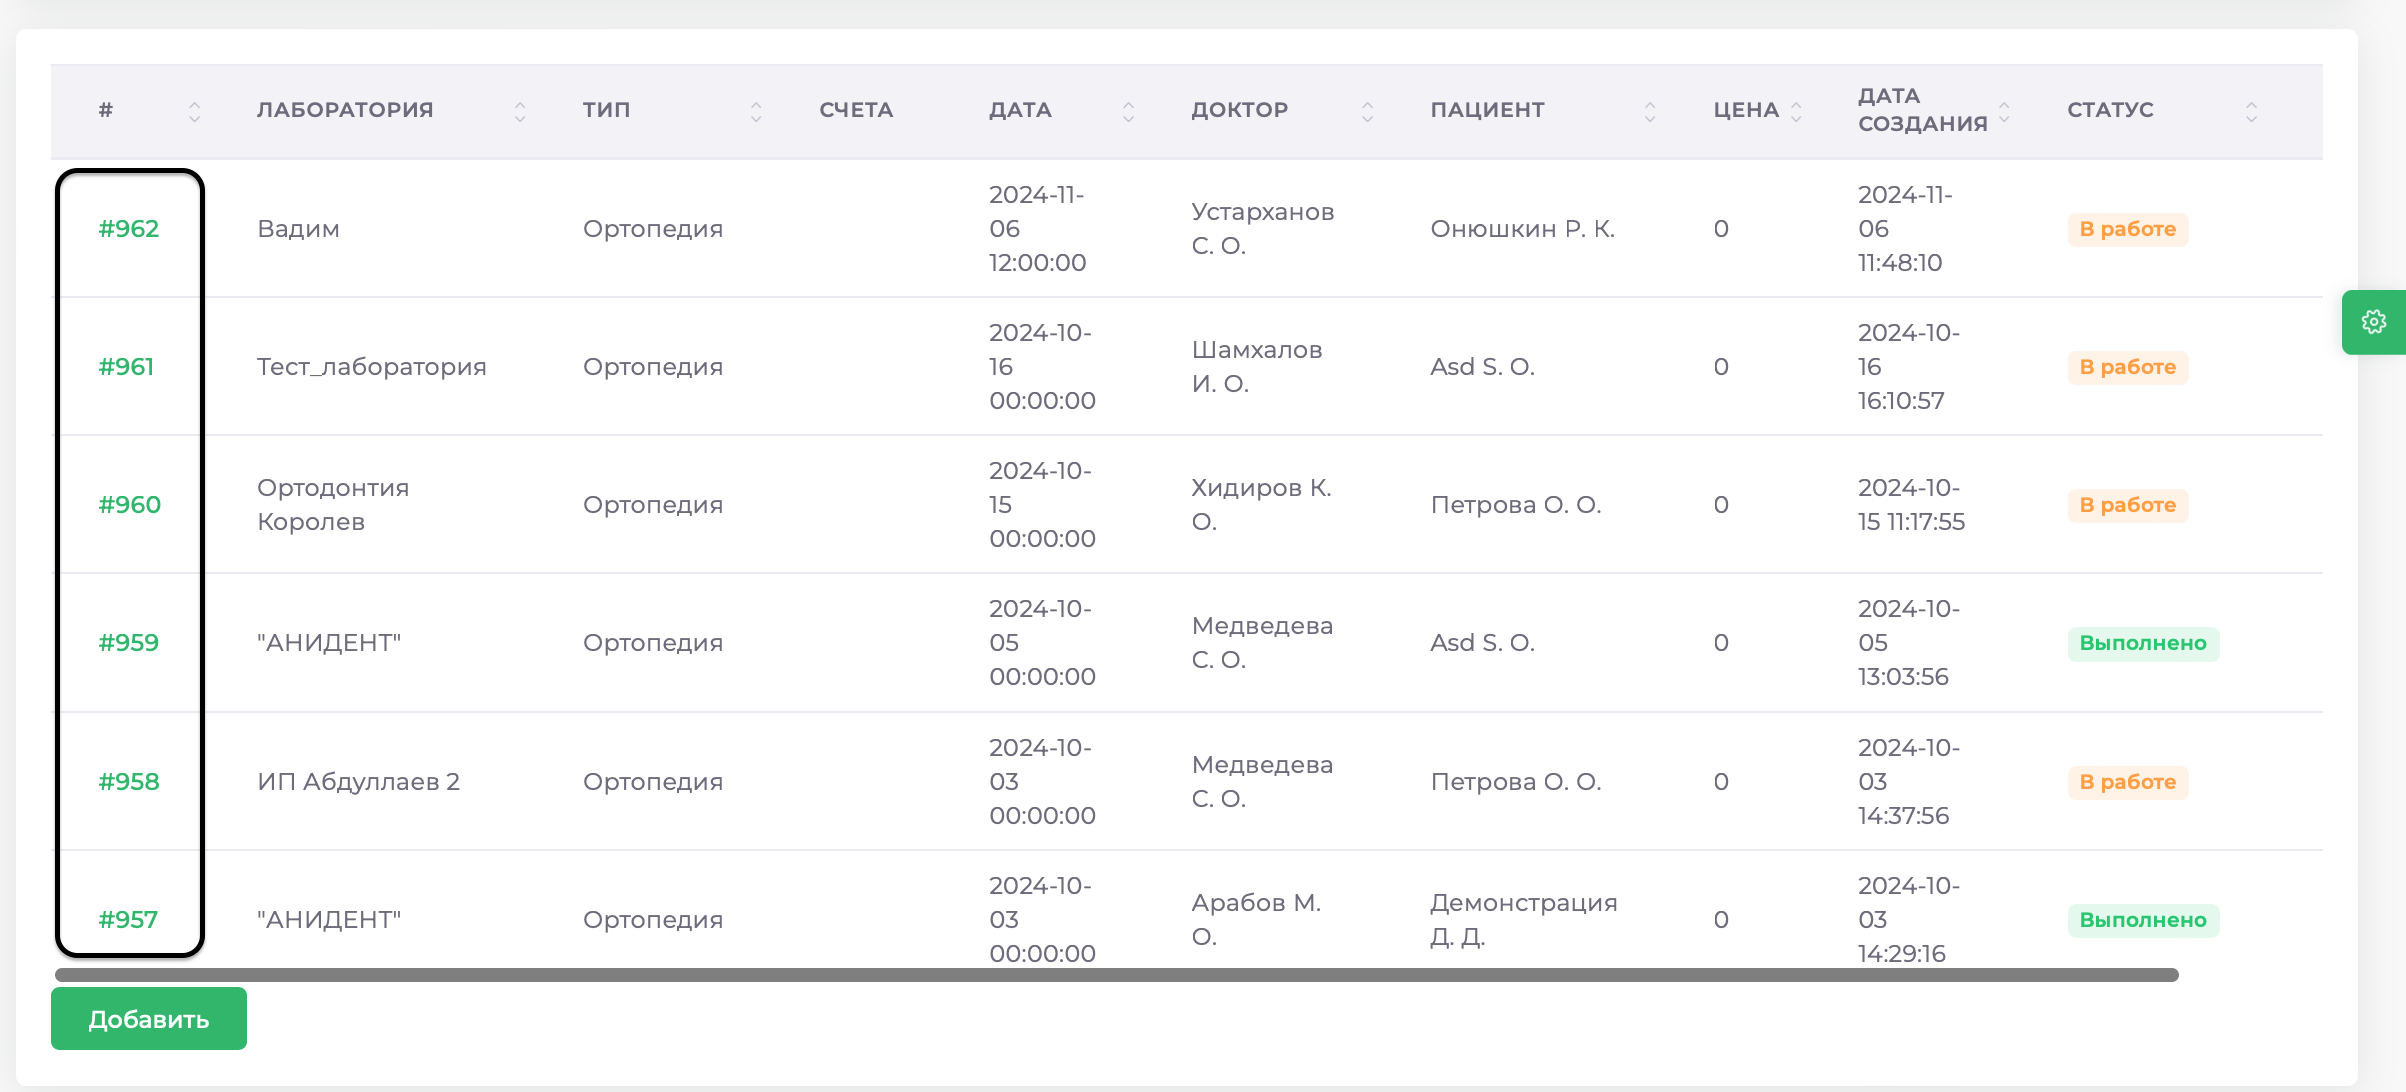 # ЛАБОРАТОРИЯ ТИП СЧЕТА ДАТА ДОКТОР ПАЦИЕНТ ЦЕНА ДАТА СОЗДАНИЯ СТАТУС
#962 Вадим Ортопедия 2024-11-06 12:00:00 Устарханов С. О. Онюшкин Р. К. 0 2024-11-06 11:48:10 В работе
#961 Тест_лаборатория Ортопедия 2024-10-16 00:00:00 Шамхалов И. О. Asd S. O. 0 2024-10-16 16:10:57 В работе
#960 Ортодонтия Королев Ортопедия 2024-10-15 00:00:00 Хидиров К. О. Петрова О. О. 0 2024-10-15 11:17:55 В работе
#959 "АНИДЕНТ" Ортопедия 2024-10-05 00:00:00 Медведева С. О. Asd S. O. 0 2024-10-05 13:03:56 Выполнено
#958 ИП Абдуллаев 2 Ортопедия 2024-10-03 00:00:00 Медведева С. О. Петрова О. О. 0 2024-10-03 14:37:56 В работе
#957 "АНИДЕНТ" Ортопедия 2024-10-03 00:00:00 Арабов М. О. Демонстрация Д. Д. 0 2024-10-03 14:29:16 Выполнено
Добавить